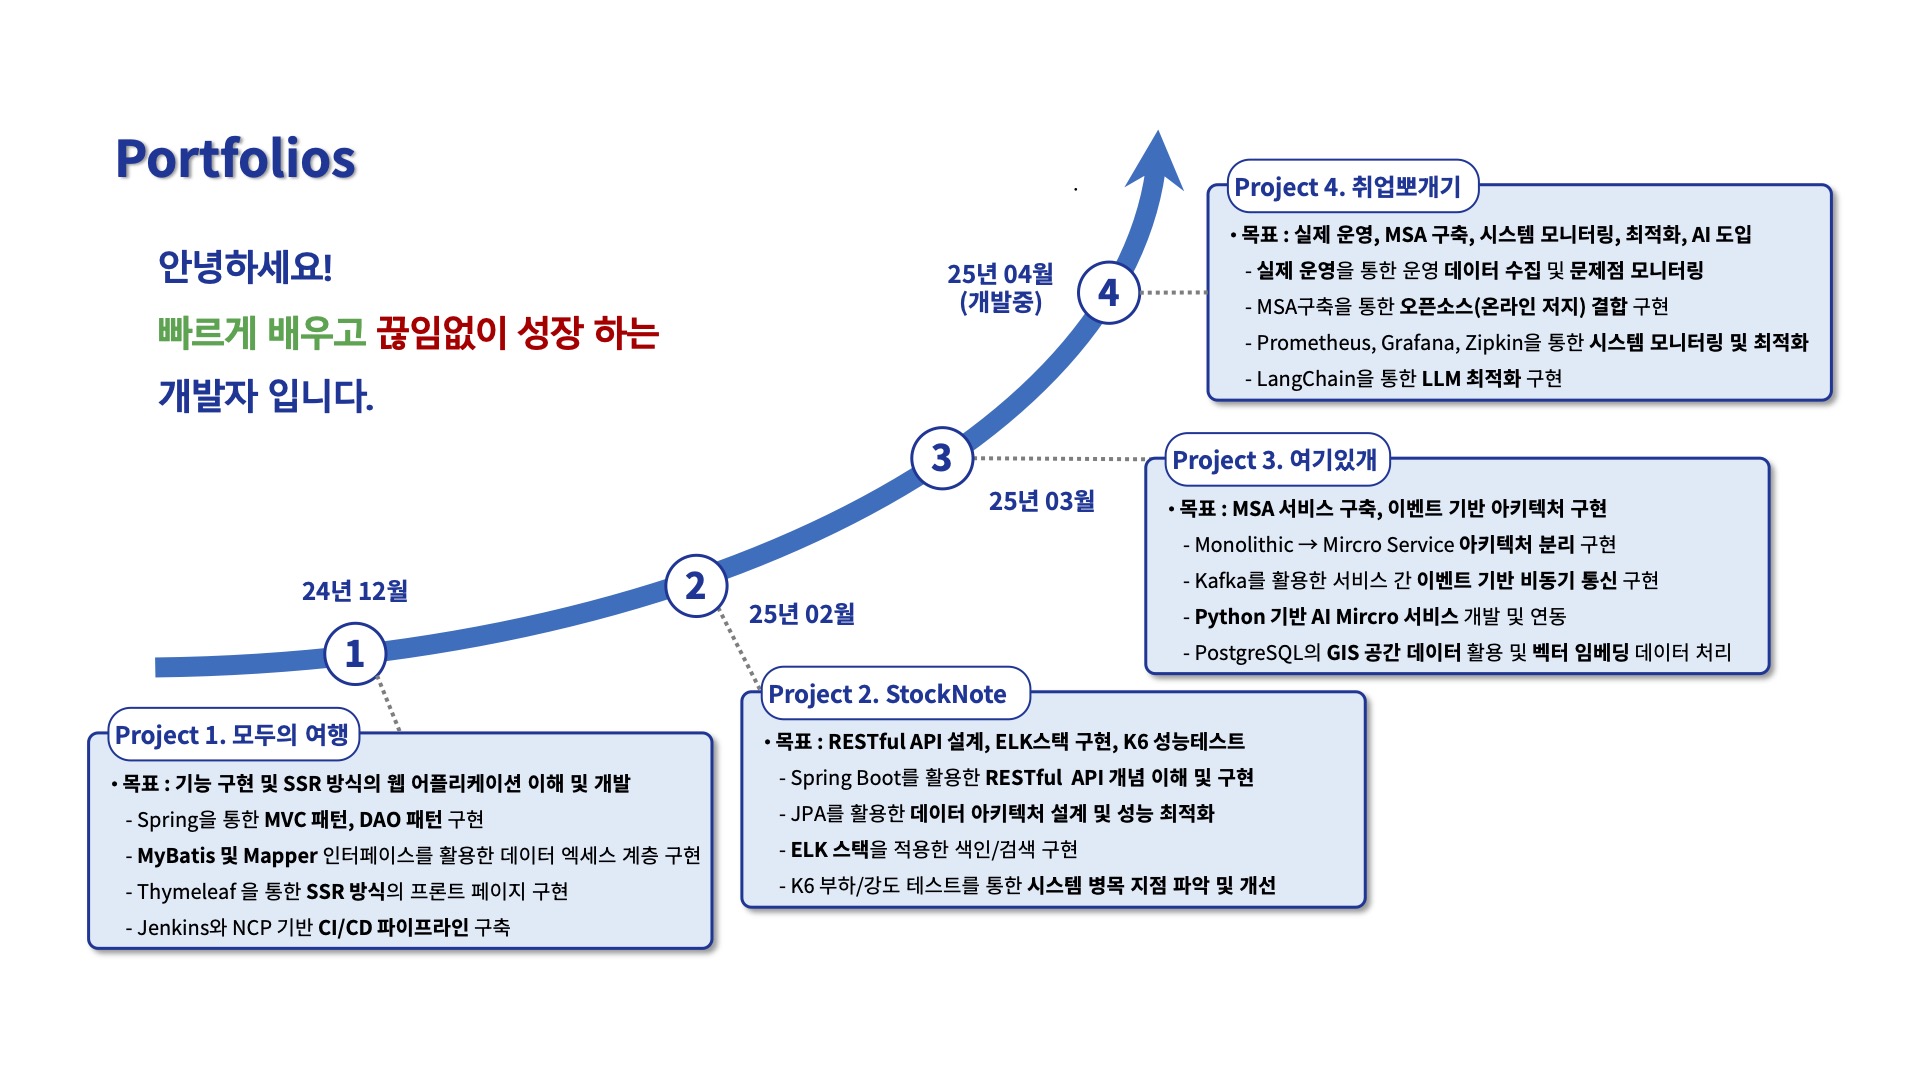 Portfolios
안녕하세요!
빠르게 배우고 끊임없이 성장 하는
개발자 입니다.
24년 12월
1
Project 1. 모두의 여행
• 목표 : 기능 구현 및 SSR 방식의 웹 어플리케이션 이해 및 개발
- Spring을 통한 MVC 패턴, DAO 패턴 구현
- MyBatis 및 Mapper 인터페이스를 활용한 데이터 엑세스 계층 구현
- Thymeleaf 을 통한 SSR 방식의 프론트 페이지 구현
- Jenkins와 NCP 기반 CI/CD 파이프라인 구축
2
25년 02월
Project 2. StockNote
• 목표 : RESTful API 설계, ELK스택 구현, K6 성능테스트
- Spring Boot를 활용한 RESTful  API 개념 이해 및 구현
- JPA를 활용한 데이터 아키텍처 설계 및 성능 최적화
- ELK 스택을 적용한 색인/검색 구현
- K6 부하/강도 테스트를 통한 시스템 병목 지점 파악 및 개선
3
25년 03월
Project 3. 여기있개
• 목표 : MSA 서비스 구축, 이벤트 기반 아키텍처 구현
- Monolithic → Mircro Service 아키텍처 분리 구현
- Kafka를 활용한 서비스 간 이벤트 기반 비동기 통신 구현
- Python 기반 AI Mircro 서비스 개발 및 연동
- PostgreSQL의 GIS 공간 데이터 활용 및 벡터 임베딩 데이터 처리
25년 04월
(개발중)
4
.
Project 4. 취업뽀개기
• 목표 : 실제 운영, MSA 구축, 시스템 모니터링, 최적화, AI 도입
- 실제 운영을 통한 운영 데이터 수집 및 문제점 모니터링
- MSA구축을 통한 오픈소스(온라인 저지) 결합 구현
- Prometheus, Grafana, Zipkin을 통한 시스템 모니터링 및 최적화
- LangChain을 통한 LLM 최적화 구현